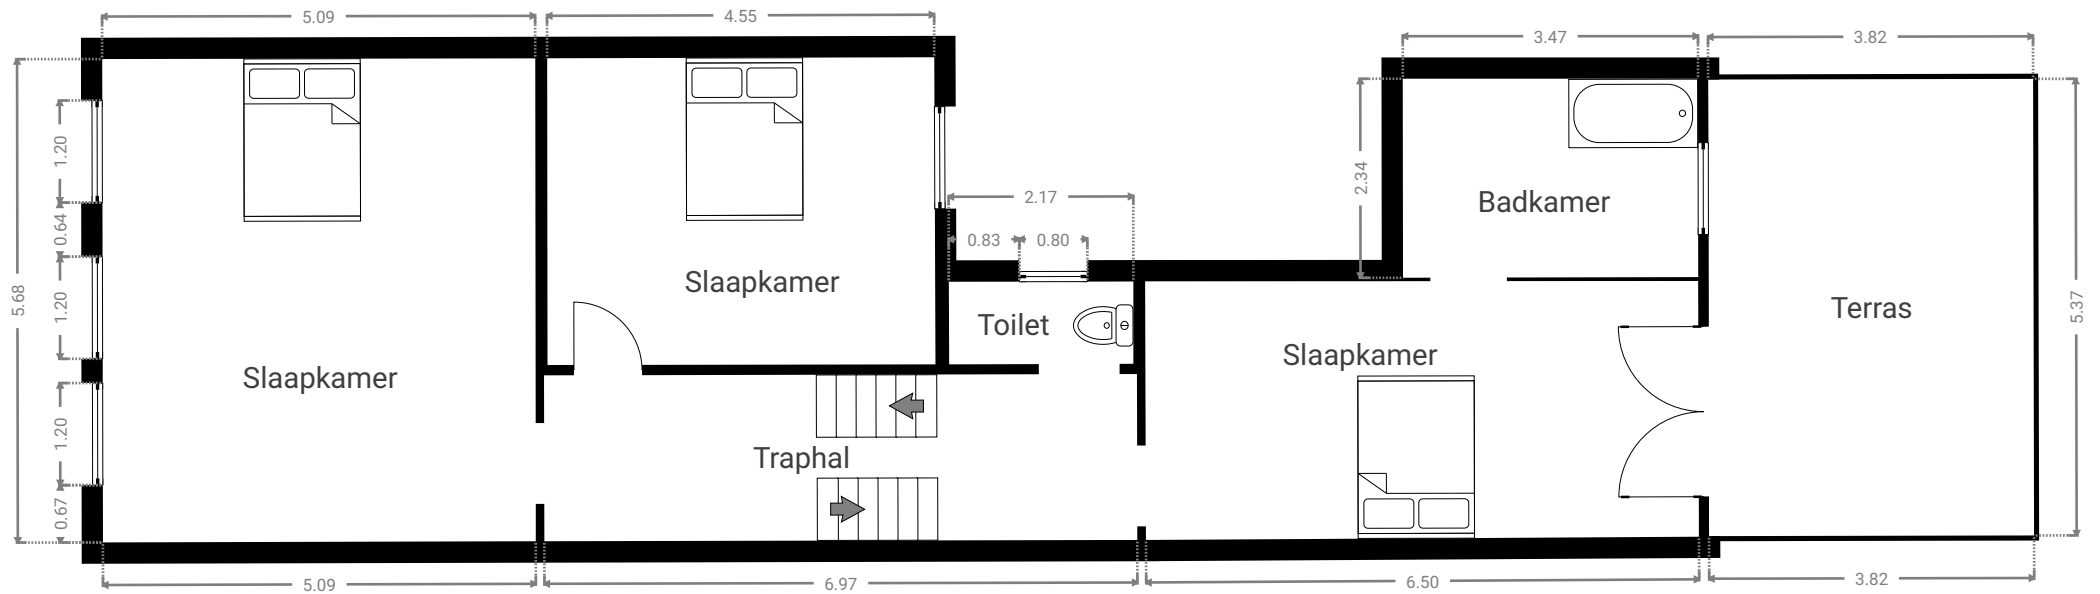 5.09
4.55
3.47
3.82
1.20
2.34
2.17
Badkamer
0.64
0.83
0.80
Slaapkamer
5.68
1.20
Toilet
Terras
5.37
Slaapkamer
Slaapkamer
1.20
Traphal
0.67
5.09
6.97
6.50
3.82